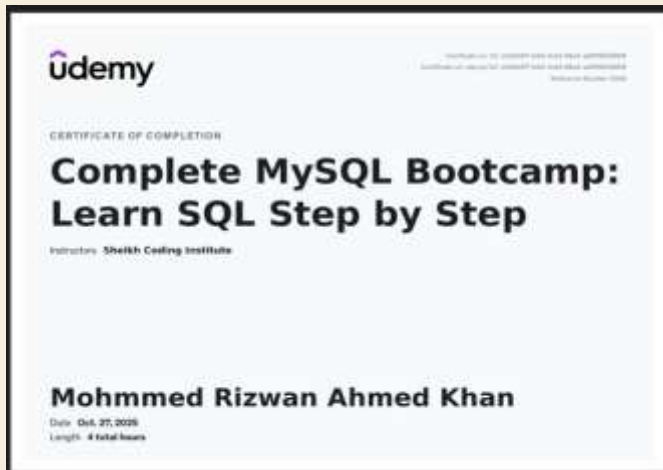 udemy
CERTIFICATE OF COMPLETION
Complete MySQL Bootcamp:
Learn SQL Step by Step
Instructors Sheikh Coding Institute
Mohmmed Rizwan Ahmed Khan
Date Oct. 27, 2025
Length 4 total hours